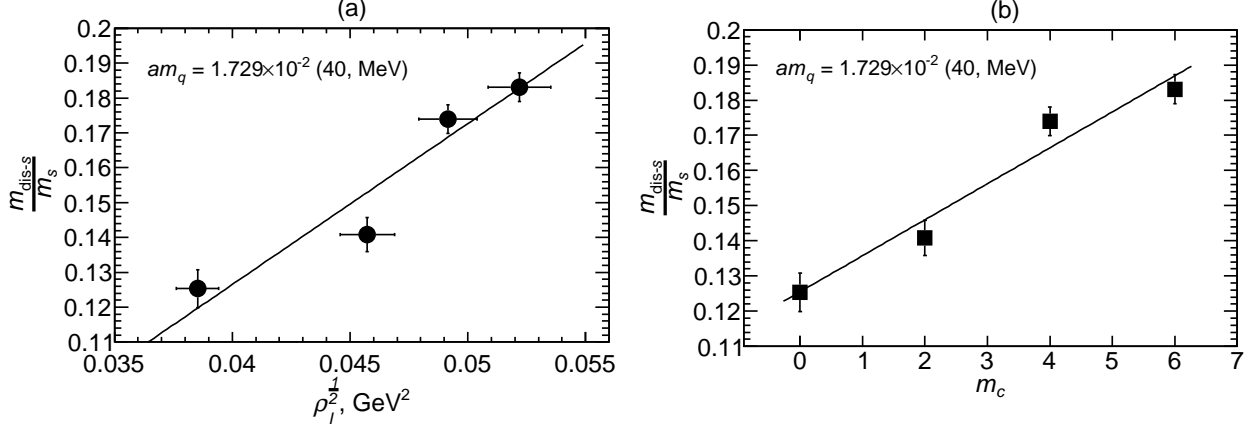 (a)
am_q = 1.729×10^-2 (40, MeV)
m_dis-s
m_s
0.2
0.19
0.18
0.17
0.16
0.15
0.14
0.13
0.12
0.11
0.035 0.04 0.045 0.05 0.055
ρ_l^1/2, GeV^2
(b)
am_q = 1.729×10^-2 (40, MeV)
m_dis-s
m_s
0.2
0.19
0.18
0.17
0.16
0.15
0.14
0.13
0.12
0.11
0 1 2 3 4 5 6 7
m_c